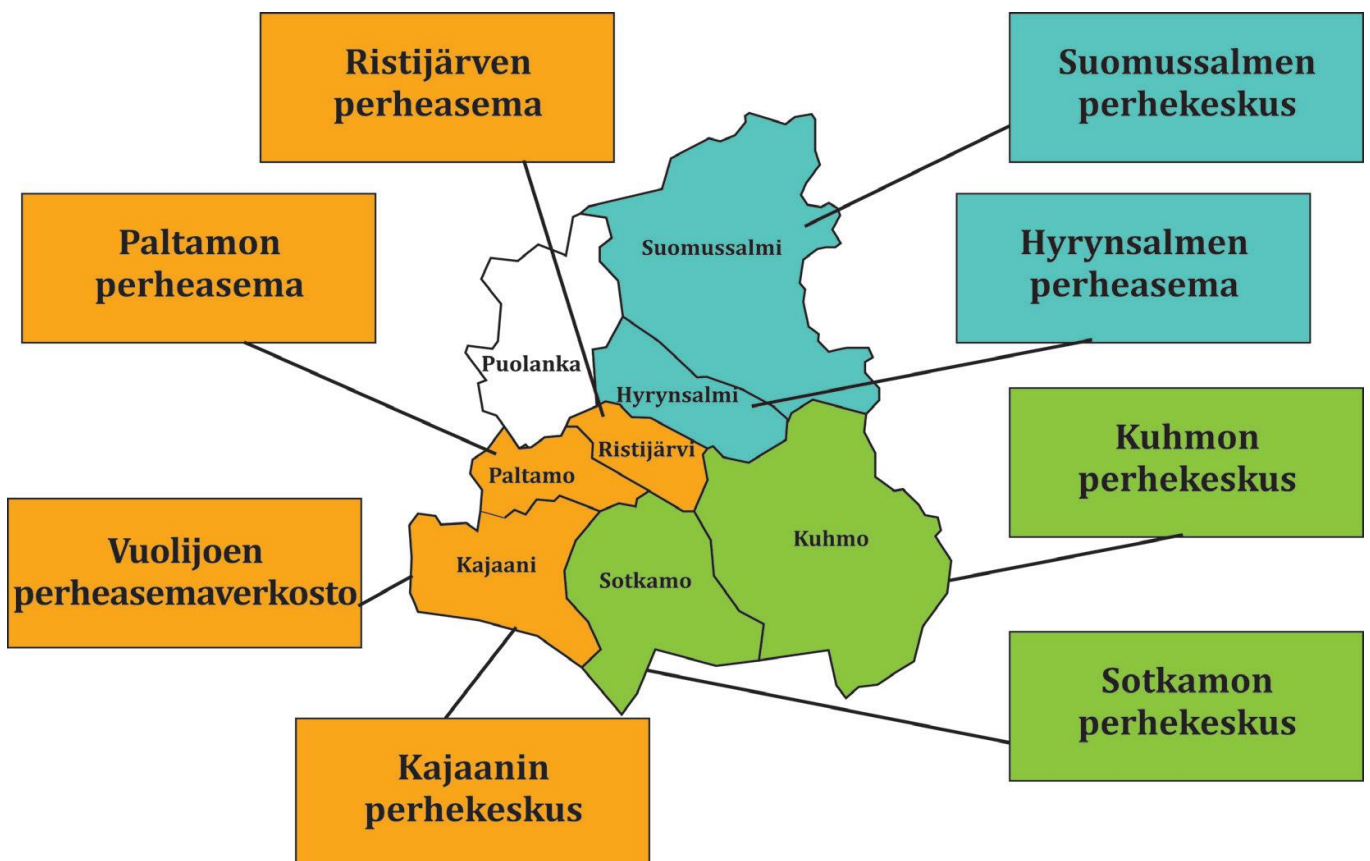 Ristijärven
perheasema
Suomussalmen
perhekeskus
Paltamon
perheasema
Hyrynsalmen
perheasema
Suomussalmi
Puolanka
Hyrynsalmi
Ristijärvi
Paltamo
Kuhmon
perhekeskus
Vuolijoen
perheasemaverkosto
Kajaani
Sotkamo
Kuhmo
Sotkamon
perhekeskus
Kajaanin
perhekeskus